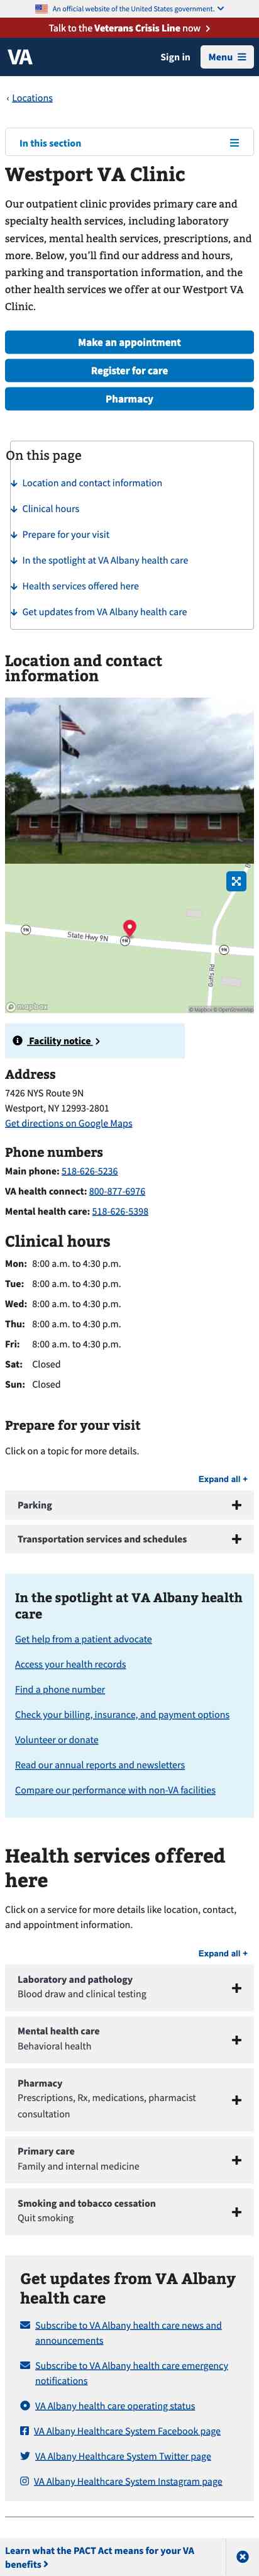 An official website of the United States government.
Talk to the Veterans Crisis Line now
VA
Sign in
Menu
Locations
In this section
Westport VA Clinic
Our outpatient clinic provides primary care and
specialty health services, including laboratory
services, mental health services, prescriptions, and
more. Below, you’ll find our address and hours,
parking and transportation information, and the
other health services we offer at our Westport VA
Clinic.
Make an appointment
Register for care
Pharmacy
On this page
Location and contact information
Clinical hours
Prepare for your visit
In the spotlight at VA Albany health care
Health services offered here
Get updates from VA Albany health care
Location and contact
information
9N
State Hwy 9N
9N
9N
mapbox
© Mapbox © OpenStreetMap
Facility notice
Address
7426 NYS Route 9N
Westport, NY 12993-2801
Get directions on Google Maps
Phone numbers
Main phone: 518-626-5236
VA health connect: 800-877-6976
Mental health care: 518-626-5398
Clinical hours
Mon: 8:00 a.m. to 4:30 p.m.
Tue: 8:00 a.m. to 4:30 p.m.
Wed: 8:00 a.m. to 4:30 p.m.
Thu: 8:00 a.m. to 4:30 p.m.
Fri: 8:00 a.m. to 4:30 p.m.
Sat: Closed
Sun: Closed
Prepare for your visit
Click on a topic for more details.
Expand all +
Parking
Transportation services and schedules
In the spotlight at VA Albany health
care
Get help from a patient advocate
Access your health records
Find a phone number
Check your billing, insurance, and payment options
Volunteer or donate
Read our annual reports and newsletters
Compare our performance with non-VA facilities
Health services offered
here
Click on a service for more details like location, contact,
and appointment information.
Expand all +
Laboratory and pathology
Blood draw and clinical testing
Mental health care
Behavioral health
Pharmacy
Prescriptions, Rx, medications, pharmacist
consultation
Primary care
Family and internal medicine
Smoking and tobacco cessation
Quit smoking
Get updates from VA Albany
health care
Subscribe to VA Albany health care news and
announcements
Subscribe to VA Albany health care emergency
notifications
VA Albany health care operating status
VA Albany Healthcare System Facebook page
VA Albany Healthcare System Twitter page
VA Albany Healthcare System Instagram page
Learn what the PACT Act means for your VA
benefits